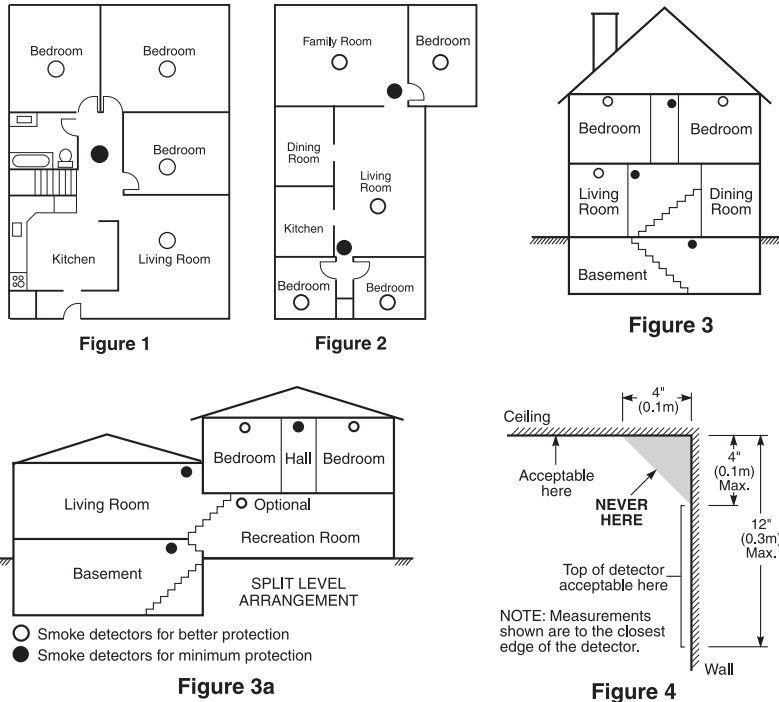 Bedroom
Bedroom
Bedroom
Kitchen
Living Room
Figure 1
Family Room
Bedroom
Dining
Room
Living
Room
Kitchen
Bedroom
Bedroom
Figure 2
Bedroom
Bedroom
Living
Room
Dining
Room
Basement
Figure 3
Bedroom
Hall
Bedroom
Living Room
Optional
Recreation Room
Basement
SPLIT LEVEL
ARRANGEMENT
Smoke detectors for better protection
Smoke detectors for minimum protection
Figure 3a
4"
(0.1m)
Ceiling
Acceptable
here
NEVER
HERE
4"
(0.1m)
Max.
12"
(0.3m)
Max.
Top of detector
acceptable here
NOTE: Measurements
shown are to the closest
edge of the detector.
Wall
Figure 4